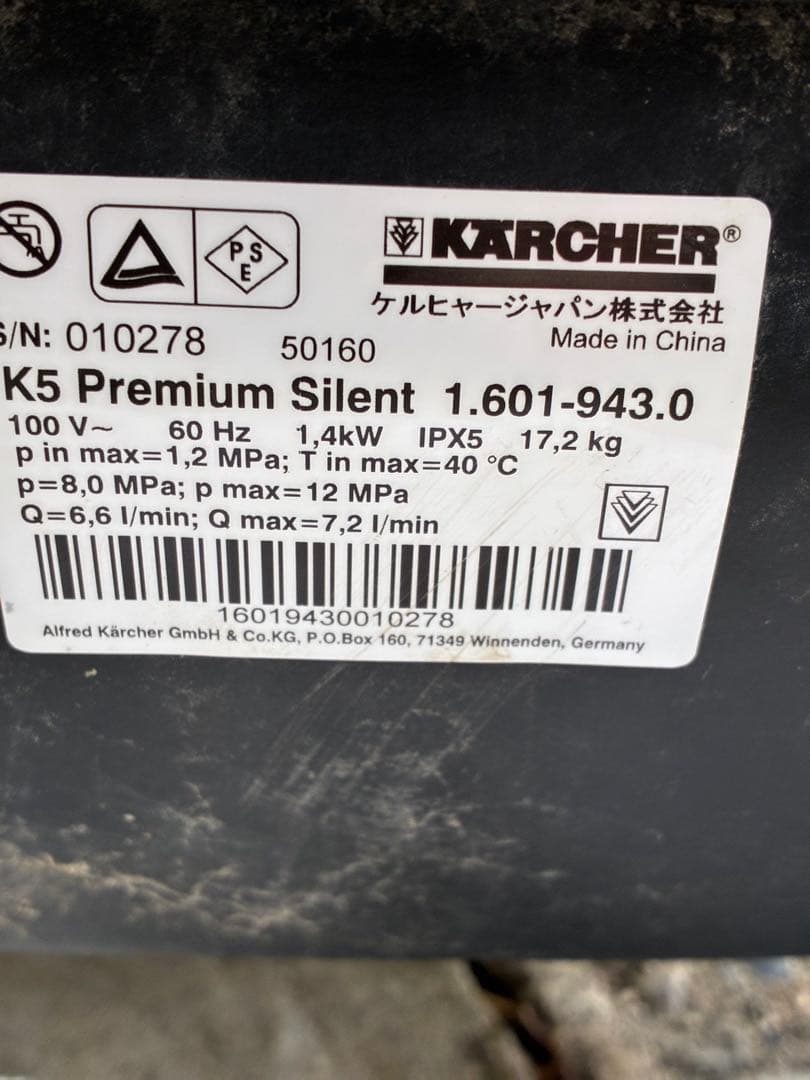 PSE
KÄRCHER®
ケルヒャージャパン株式会社
S/N: 010278 50160 Made in China
K5 Premium Silent 1.601-943.0
100 V~ 60 Hz 1,4kW IPX5 17,2 kg
p in max=1,2 MPa; T in max=40 °C
p=8,0 MPa; p max=12 MPa
Q=6,6 l/min; Q max=7,2 l/min
16019430010278
Alfred Kärcher GmbH & Co.KG, P.O.Box 160, 71349 Winnenden, Germany